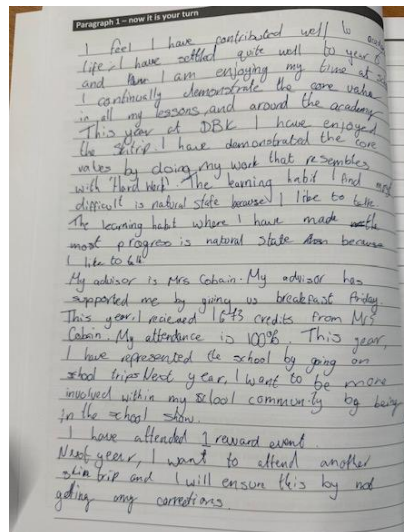 Paragraph 1 – now it is your turn
I feel I have contributed well to
life. I have settled quite well to year
and I am enjoying my time at
I continually demonstrate the core value
in all my lessons and around the academy
This year at DBK I have enjoyed
the skitrip. I have demonstrated the core
values by doing my work that resembles
with 'Hard Work'. The learning habit I find
difficult is natural state because I like to
The learning habit where I have made the
most progress is natural state because
I like to
My advisor is Mrs Cobain. My advisor has
supported me by giving us breakfast friday.
This year I recieved 1673 credits from Mrs
Cobain. My attendance is 100%. This year,
I have represented the school by going on
school trips Next year, I want to be more
involved within my school community by being
in the school show.
I have attended 1 reward event.
Next year, I want to attend another
skin trip and I will ensure this by not
getting any corrections.